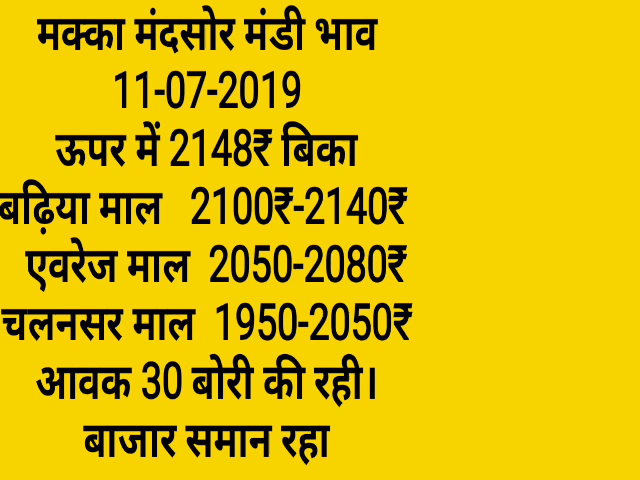 मक्का मंदसोर मंडी भाव
11-07-2019
ऊपर में 2148₹ बिका
बढ़िया माल 2100₹-2140₹
एवरेज माल 2050-2080₹
चलनसर माल 1950-2050₹
आवक 30 बोरी की रही।
बाजार समान रहा